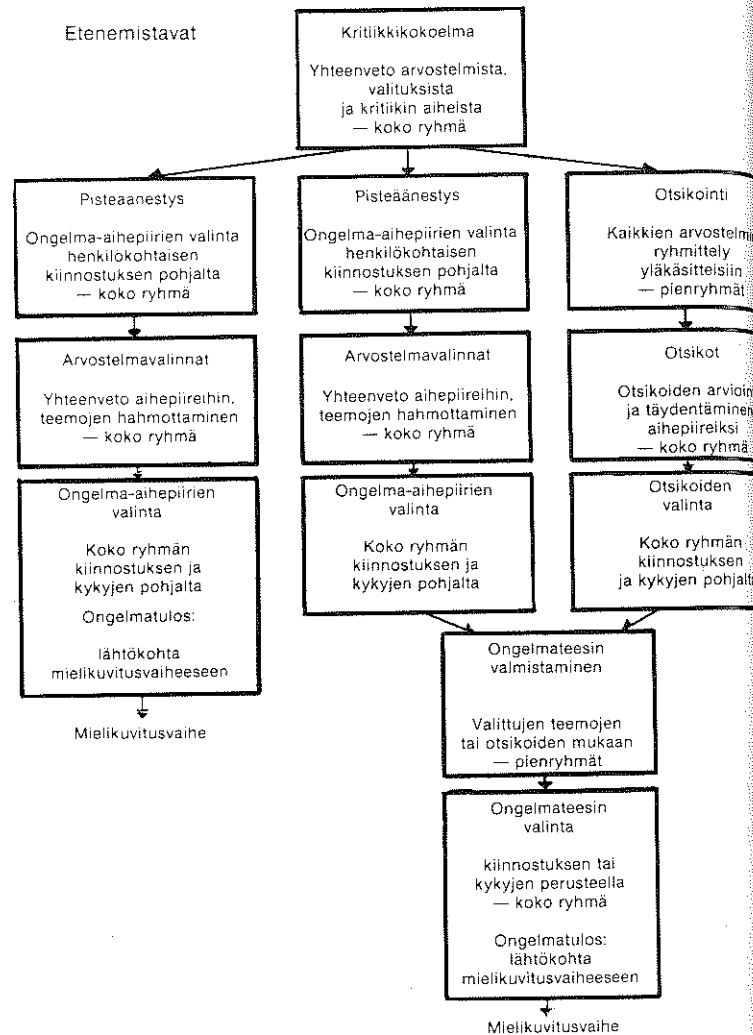 Etenemistavat
Kritiikkikokoelma
Yhteenveto arvostelmista,
valituksista
ja kritiikin aiheista
— koko ryhmä
Pisteäänestys
Ongelma-aihepiirien valinta
henkilökohtaisen
kiinnostuksen pohjalta
— koko ryhmä
Arvostelmavalinnat
Yhteenveto aihepiireihin,
teemojen hahmottaminen
— koko ryhmä
Ongelma-aihepiirien
valinta
Koko ryhmän
kiinnostuksen ja
kykyjen pohjalta
Ongelmatulos:
lähtökohta
mielikuvitusvaiheeseen
Mielikuvitusvaihe
Pisteäänestys
Ongelma-aihepiirien valinta
henkilökohtaisen
kiinnostuksen pohjalta
— koko ryhmä
Arvostelmavalinnat
Yhteenveto aihepiireihin,
teemojen hahmottaminen
— koko ryhmä
Ongelma-aihepiirien
valinta
Koko ryhmän
kiinnostuksen ja
kykyjen pohjalta
Otsikointi
Kaikkien
ryhmittely
yläkäsitteisiin
— pienryhmät
Otsikot
Otsikoiden
ja täydentäminen
aihepiireiksi
— koko ryhmä
Otsikoiden
valinta
Koko ryhmän
kiinnostuksen
ja kykyjen
Ongelmateesin
valmistaminen
Valittujen teemojen
tai otsikoiden mukaan
— pienryhmät
Ongelmateesin
valinta
kiinnostuksen tai
kykyjen perusteella
— koko ryhmä
Ongelmatulos:
lähtökohta
mielikuvitusvaiheeseen
Mielikuvitusvaihe